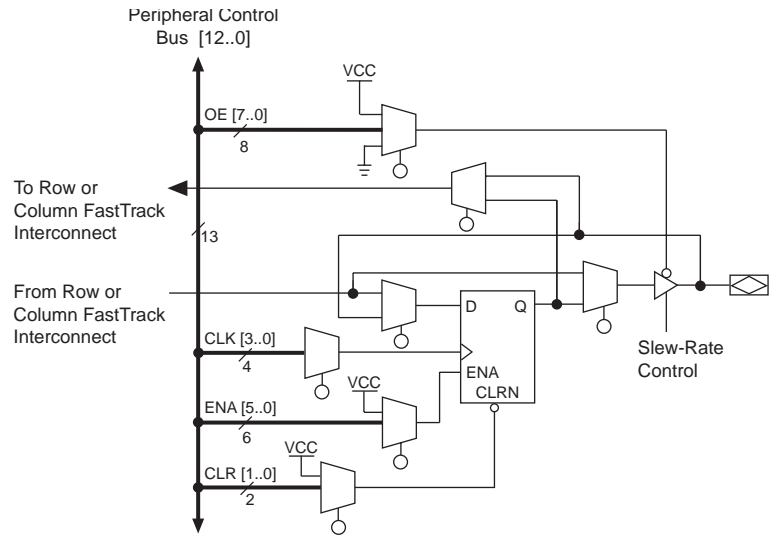 Peripheral Control
Bus [12..0]
VCC
OE [7..0]
8
To Row or
Column FastTrack
Interconnect
13
From Row or
Column FastTrack
Interconnect
D
Q
CLK [3..0]
4
ENA
CLRN
Slew-Rate
Control
VCC
ENA [5..0]
6
VCC
CLR [1..0]
2